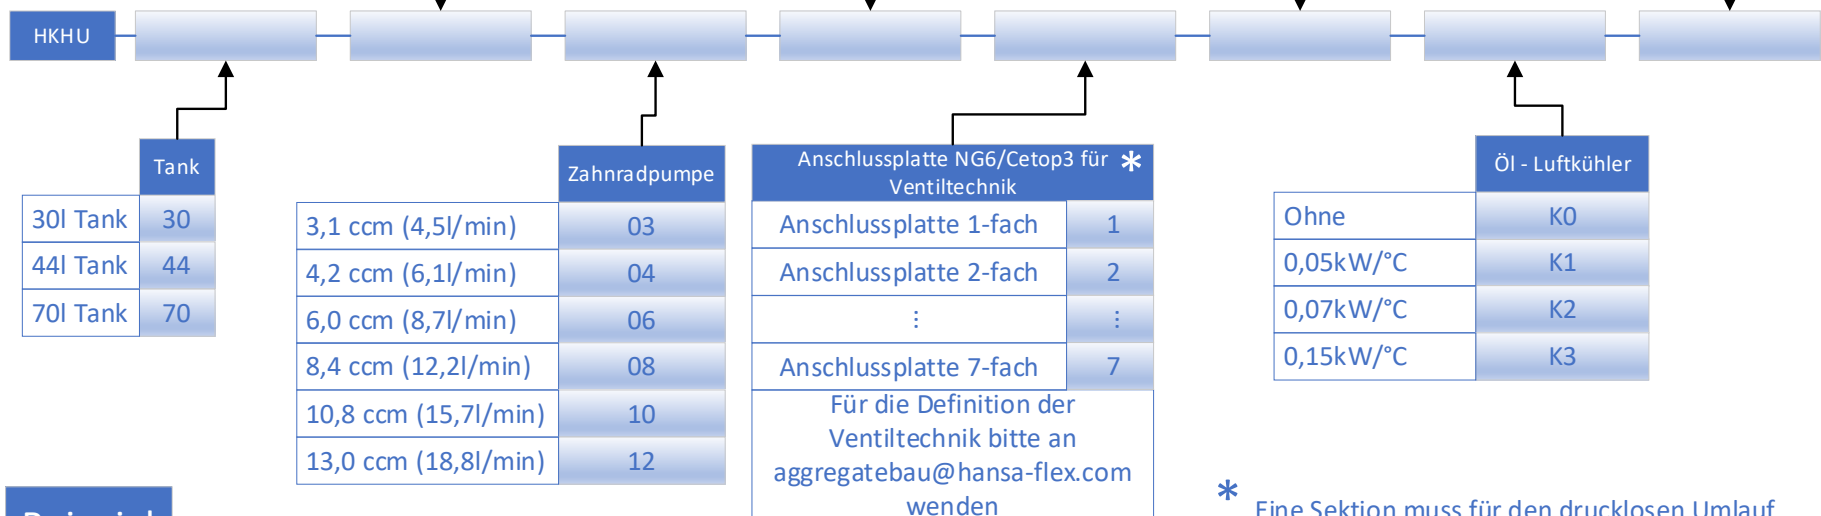 HKHU
Tank
30l Tank 30
44l Tank 44
70l Tank 70
Zahnradpumpe
3,1 ccm (4,5l/min) 03
4,2 ccm (6,1l/min) 04
6,0 ccm (8,7l/min) 06
8,4 ccm (12,2l/min) 08
10,8 ccm (15,7l/min) 10
13,0 ccm (18,8l/min) 12
Anschlussplatte NG6/Cetop3 für *
Ventiltechnik
Anschlussplatte 1-fach 1
Anschlussplatte 2-fach 2
⋮ ⋮
Anschlussplatte 7-fach 7
Für die Definition der
Ventiltechnik bitte an
aggregatebau@hansa-flex.com
wenden
Öl - Luftkühler
Ohne K0
0,05kW/°C K1
0,07kW/°C K2
0,15kW/°C K3
* Eine Sektion muss für den drucklosen Umlauf